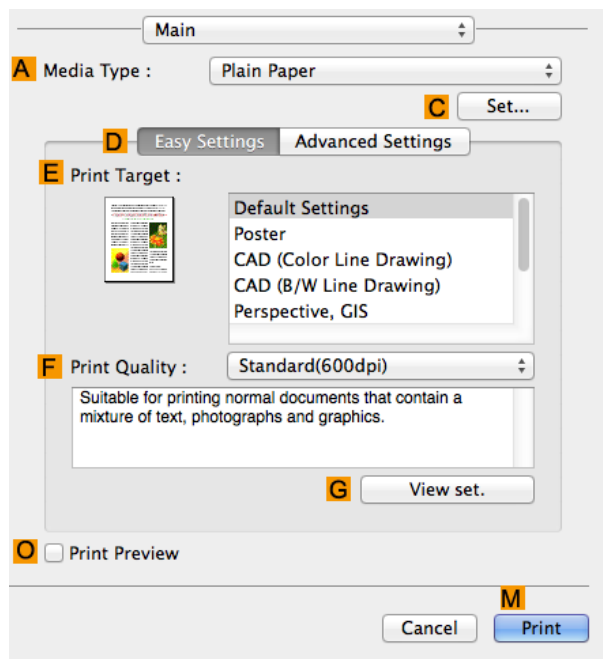 Main
A Media Type : Plain Paper
C Set...
D Easy Settings Advanced Settings
E Print Target :
Default Settings
Poster
CAD (Color Line Drawing)
CAD (B/W Line Drawing)
Perspective, GIS
F Print Quality : Standard(600dpi)
Suitable for printing normal documents that contain a
mixture of text, photographs and graphics.
G View set.
O Print Preview
M
Cancel Print